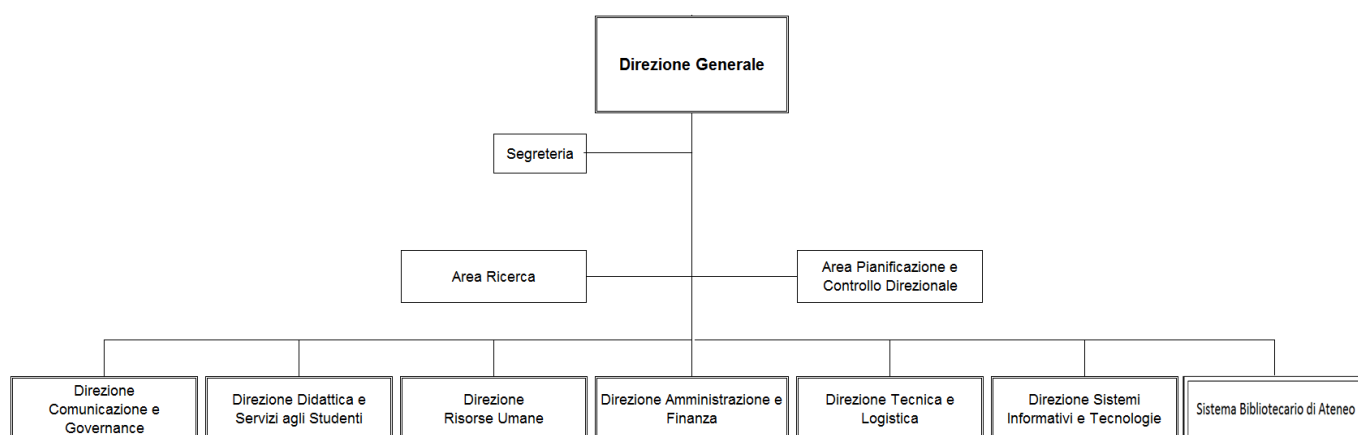 Direzione Generale
Segreteria
Area Ricerca
Area Pianificazione e
Controllo Direzionale
Direzione
Comunicazione e
Governance
Direzione Didattica e
Servizi agli Studenti
Direzione
Risorse Umane
Direzione Amministrazione e
Finanza
Direzione Tecnica e
Logistica
Direzione Sistemi
Informativi e Tecnologie
Sistema Bibliotecario di Ateneo